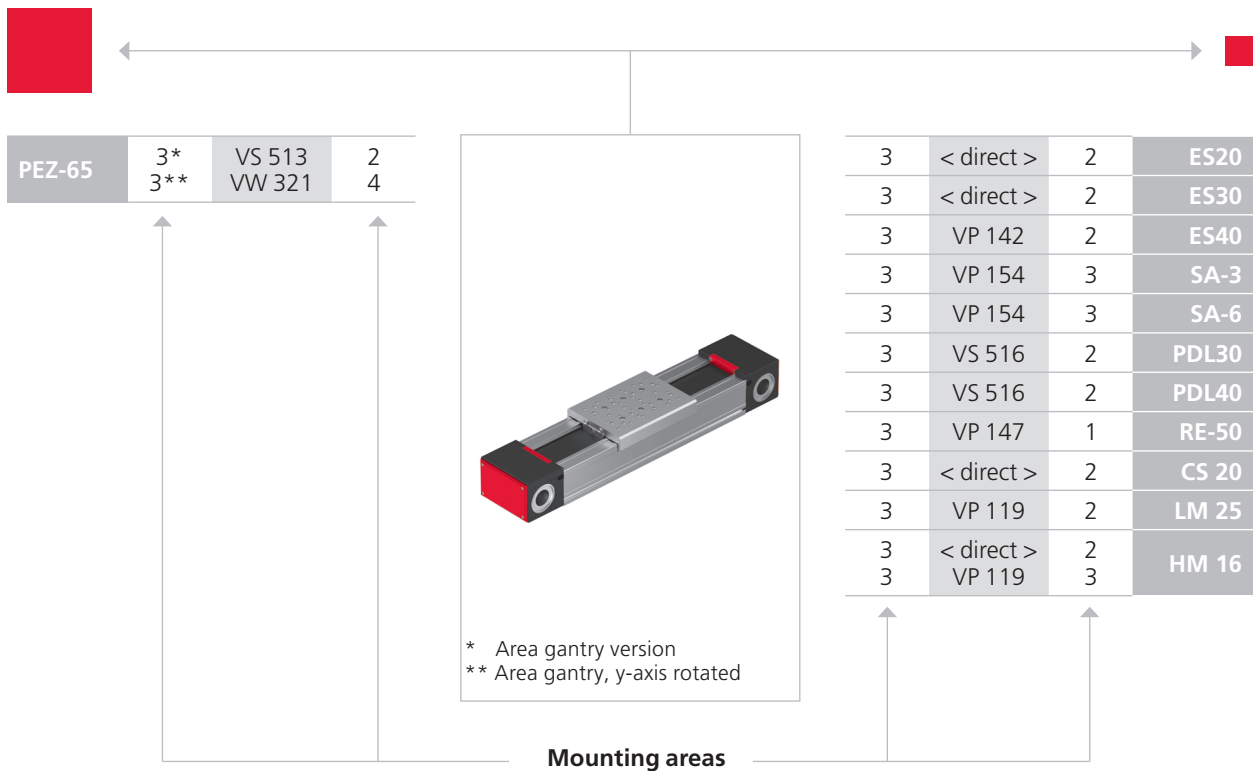 PEZ-65 3* VS 513 2
3** VW 321 4
3 < direct > 2 ES20
3 < direct > 2 ES30
3 VP 142 2 ES40
3 VP 154 3 SA-3
3 VP 154 3 SA-6
3 VS 516 2 PDL30
3 VS 516 2 PDL40
3 VP 147 1 RE-50
3 < direct > 2 CS 20
3 VP 119 2 LM 25
3 < direct > 2 HM 16
3 VP 119 3
* Area gantry version
** Area gantry, y-axis rotated
Mounting areas